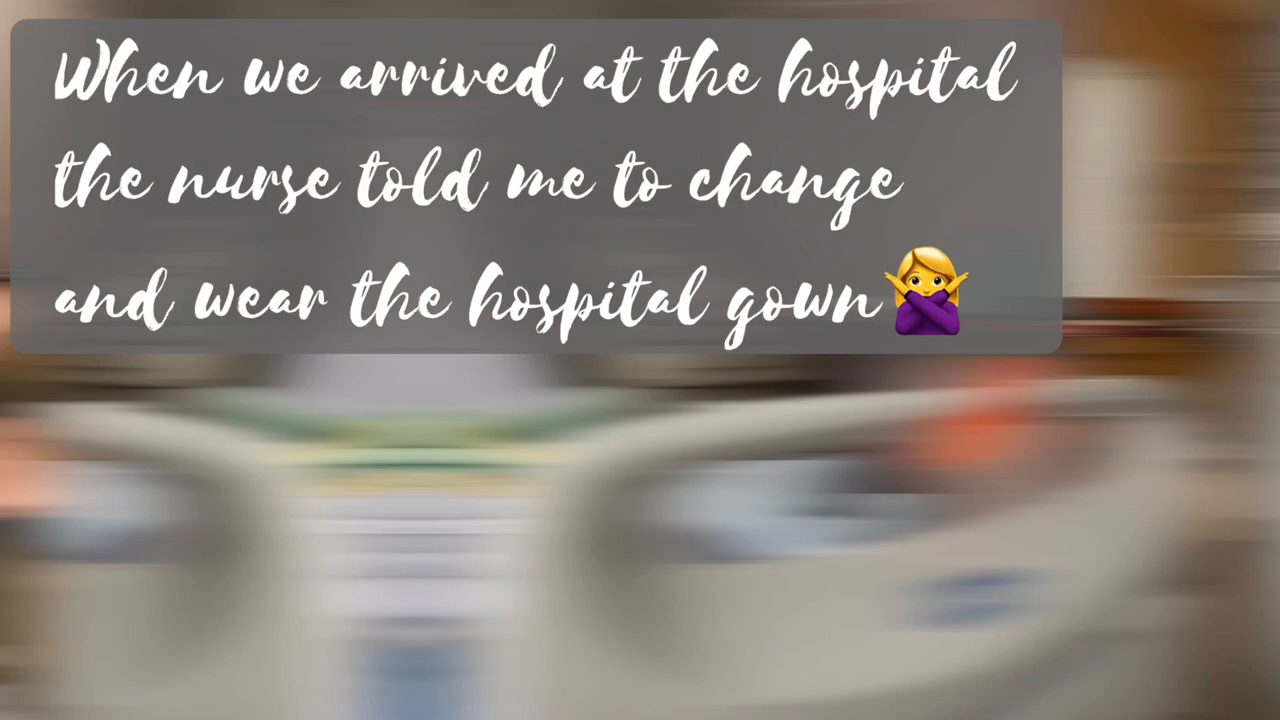 When we arrived at the hospital
the nurse told me to change
and wear the hospital gown🙅‍♀️